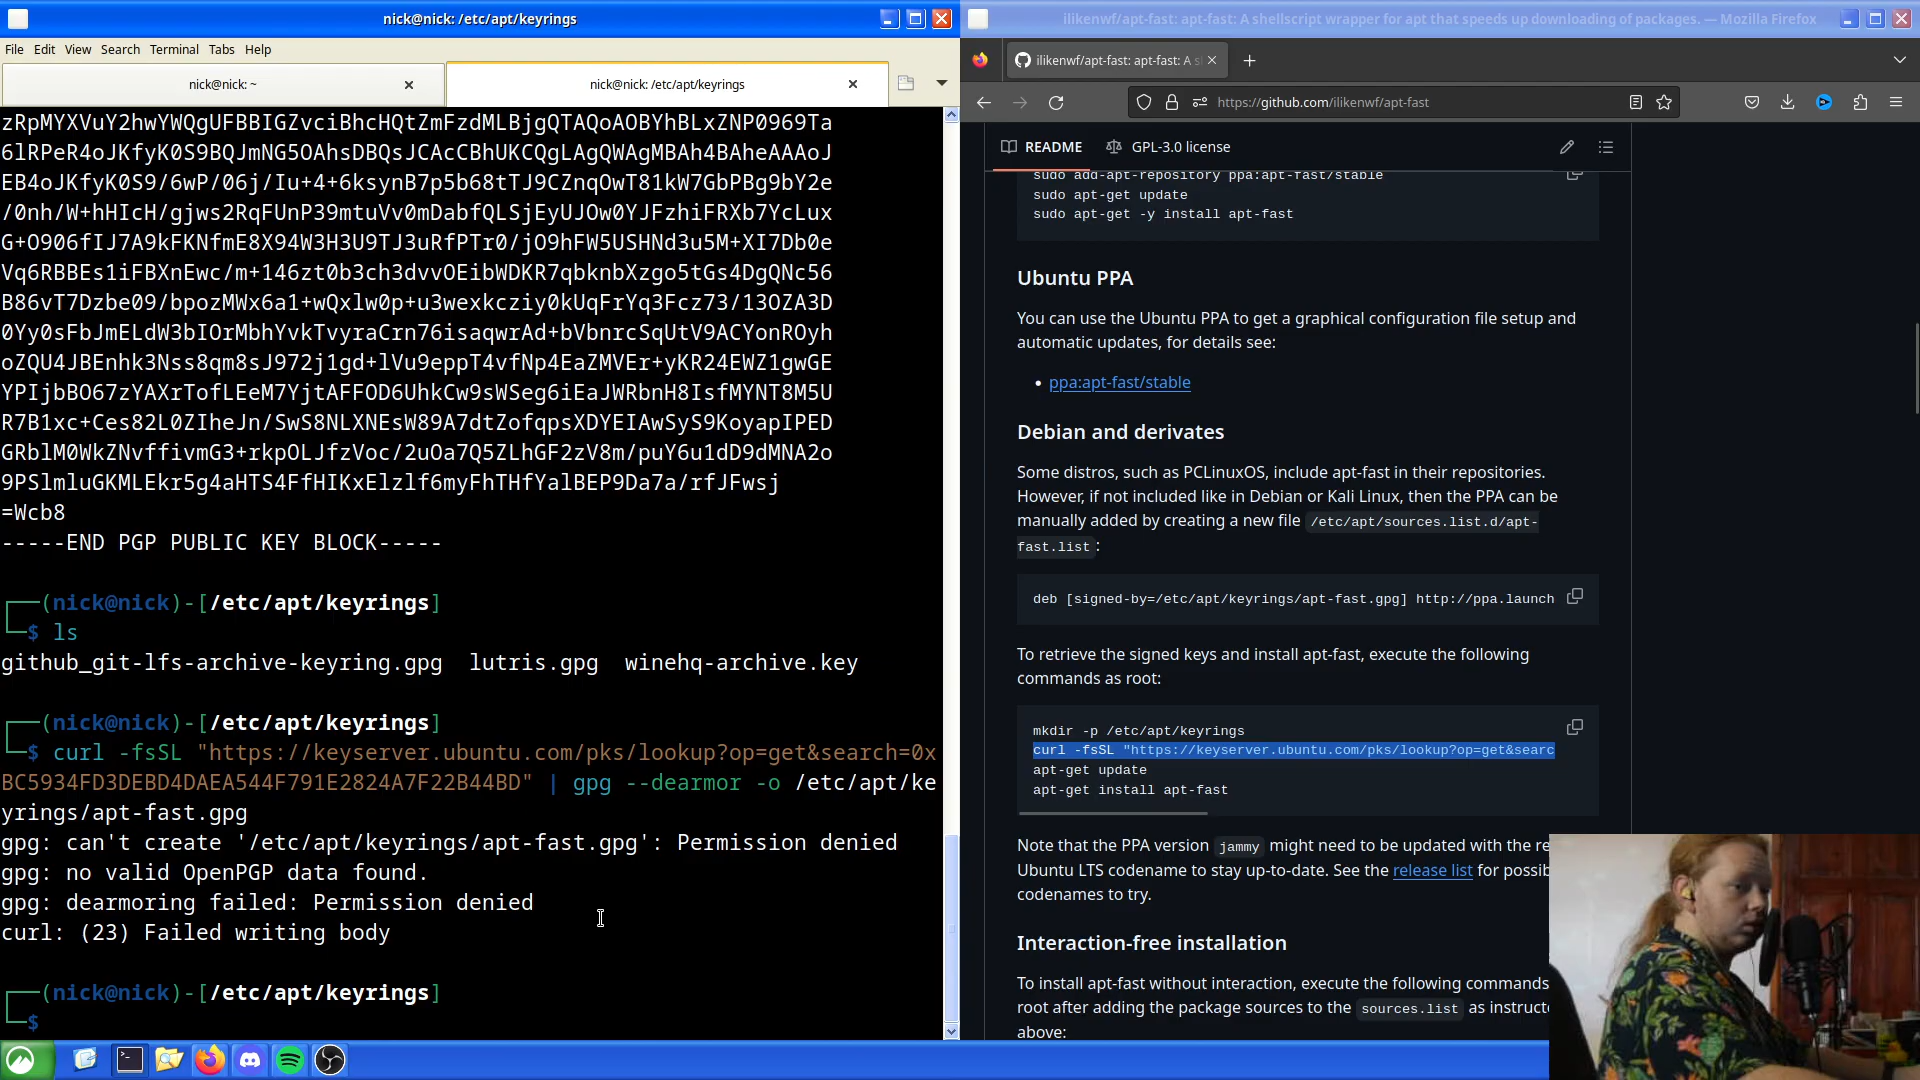 nick@nick: /etc/apt/keyrings
File Edit View Search Terminal Tabs Help
nick@nick: ~
nick@nick: /etc/apt/keyrings
zRpMYXVuY2hwYWQgUFBBIGZvciBhcHQtZmFzdMLBjgQTAQoAOBYhBLxZNP0969Ta
6lRPeR4oJKfyK0S9BQJmNG5OAhsDBQsJCAcCBhUKCQgLAgQWAgMBAh4BAheAAAoJ
EB4oJKfyK0S9/6wP/06j/Iu+4+6ksynB7p5b68tTJ9CZnqOwT81kW7GbPBg9bY2e
/0nh/W+hHIcH/gjws2RqFUnP39mtuVv0mDabfQLSjEyUJOw0YJFzhiFRXb7YcLux
G+O906fIJ7A9kFKNfmE8X94W3H3U9TJ3uRfPTr0/jO9hFW5USHNd3u5M+XI7Db0e
Vq6RBBEs1iFBXnEwc/m+146zt0b3ch3dvvOEibWDKR7qbknbXzgo5tGs4DgQNc56
B86vT7Dzbe09/bpozMWx6a1+wQxlw0p+u3wexkcziy0kUqFrYq3Fcz73/13OZA3D
0Yy0sFbJmELdW3bIOrMbhYvkTvyraCrn76isaqwrAd+bVbnrcSqUtV9ACYonROyh
oZQU4JBEnhk3Nss8qm8sJ972j1gd+lVu9eppT4vfNp4EaZMVEr+yKR24EWZ1gwGE
YPIjbBO67zYAXrTofLEeM7YjtAFFOD6UhkCw9sWSeg6iEaJWRbnH8IsfMYNT8M5U
R7B1xc+Ces82L0ZIheJn/SwS8NLXNEsW89A7dtZofqpsXDYEIAwSyS9KoyapIPED
GRblM0WkZNvffivmG3+rkpOLJfzVoc/2uOa7Q5ZLhGF2zV8m/puY6u1dD9dMNA2o
9PSlmluGKMLEkr5g4aHTS4FfHIKxElzlf6myFhTHfYalBEP9Da7a/rfJFwsj
=Wcb8
-----END PGP PUBLIC KEY BLOCK-----
(nick@nick)-[/etc/apt/keyrings]
$ ls
github_git-lfs-archive-keyring.gpg lutris.gpg winehq-archive.key
(nick@nick)-[/etc/apt/keyrings]
$ curl -fsSL "https://keyserver.ubuntu.com/pks/lookup?op=get&search=0x
BC5934FD3DEBD4DAEA544F791E2824A7F22B44BD" | gpg --dearmor -o /etc/apt/ke
yrings/apt-fast.gpg
gpg: can't create '/etc/apt/keyrings/apt-fast.gpg': Permission denied
gpg: no valid OpenPGP data found.
gpg: dearmoring failed: Permission denied
curl: (23) Failed writing body
(nick@nick)-[/etc/apt/keyrings]
$
ilikenwf/apt-fast: apt-fast: A shellscript wrapper for apt that speeds up downloading of packages. — Mozilla Firefox
ilikenwf/apt-fast: apt-fast: A s
https://github.com/ilikenwf/apt-fast
README
GPL-3.0 license
sudo add-apt-repository ppa:apt-fast/stable
sudo apt-get update
sudo apt-get -y install apt-fast
Ubuntu PPA
You can use the Ubuntu PPA to get a graphical configuration file setup and
automatic updates, for details see:
• ppa:apt-fast/stable
Debian and derivates
Some distros, such as PCLinuxOS, include apt-fast in their repositories.
However, if not included like in Debian or Kali Linux, then the PPA can be
manually added by creating a new file /etc/apt/sources.list.d/apt-
fast.list:
deb [signed-by=/etc/apt/keyrings/apt-fast.gpg] http://ppa.launch
To retrieve the signed keys and install apt-fast, execute the following
commands as root:
mkdir -p /etc/apt/keyrings
curl -fsSL "https://keyserver.ubuntu.com/pks/lookup?op=get&searc
apt-get update
apt-get install apt-fast
Note that the PPA version jammy might need to be updated with the re
Ubuntu LTS codename to stay up-to-date. See the release list for possib
codenames to try.
Interaction-free installation
To install apt-fast without interaction, execute the following commands
root after adding the package sources to the sources.list as instructe
above: